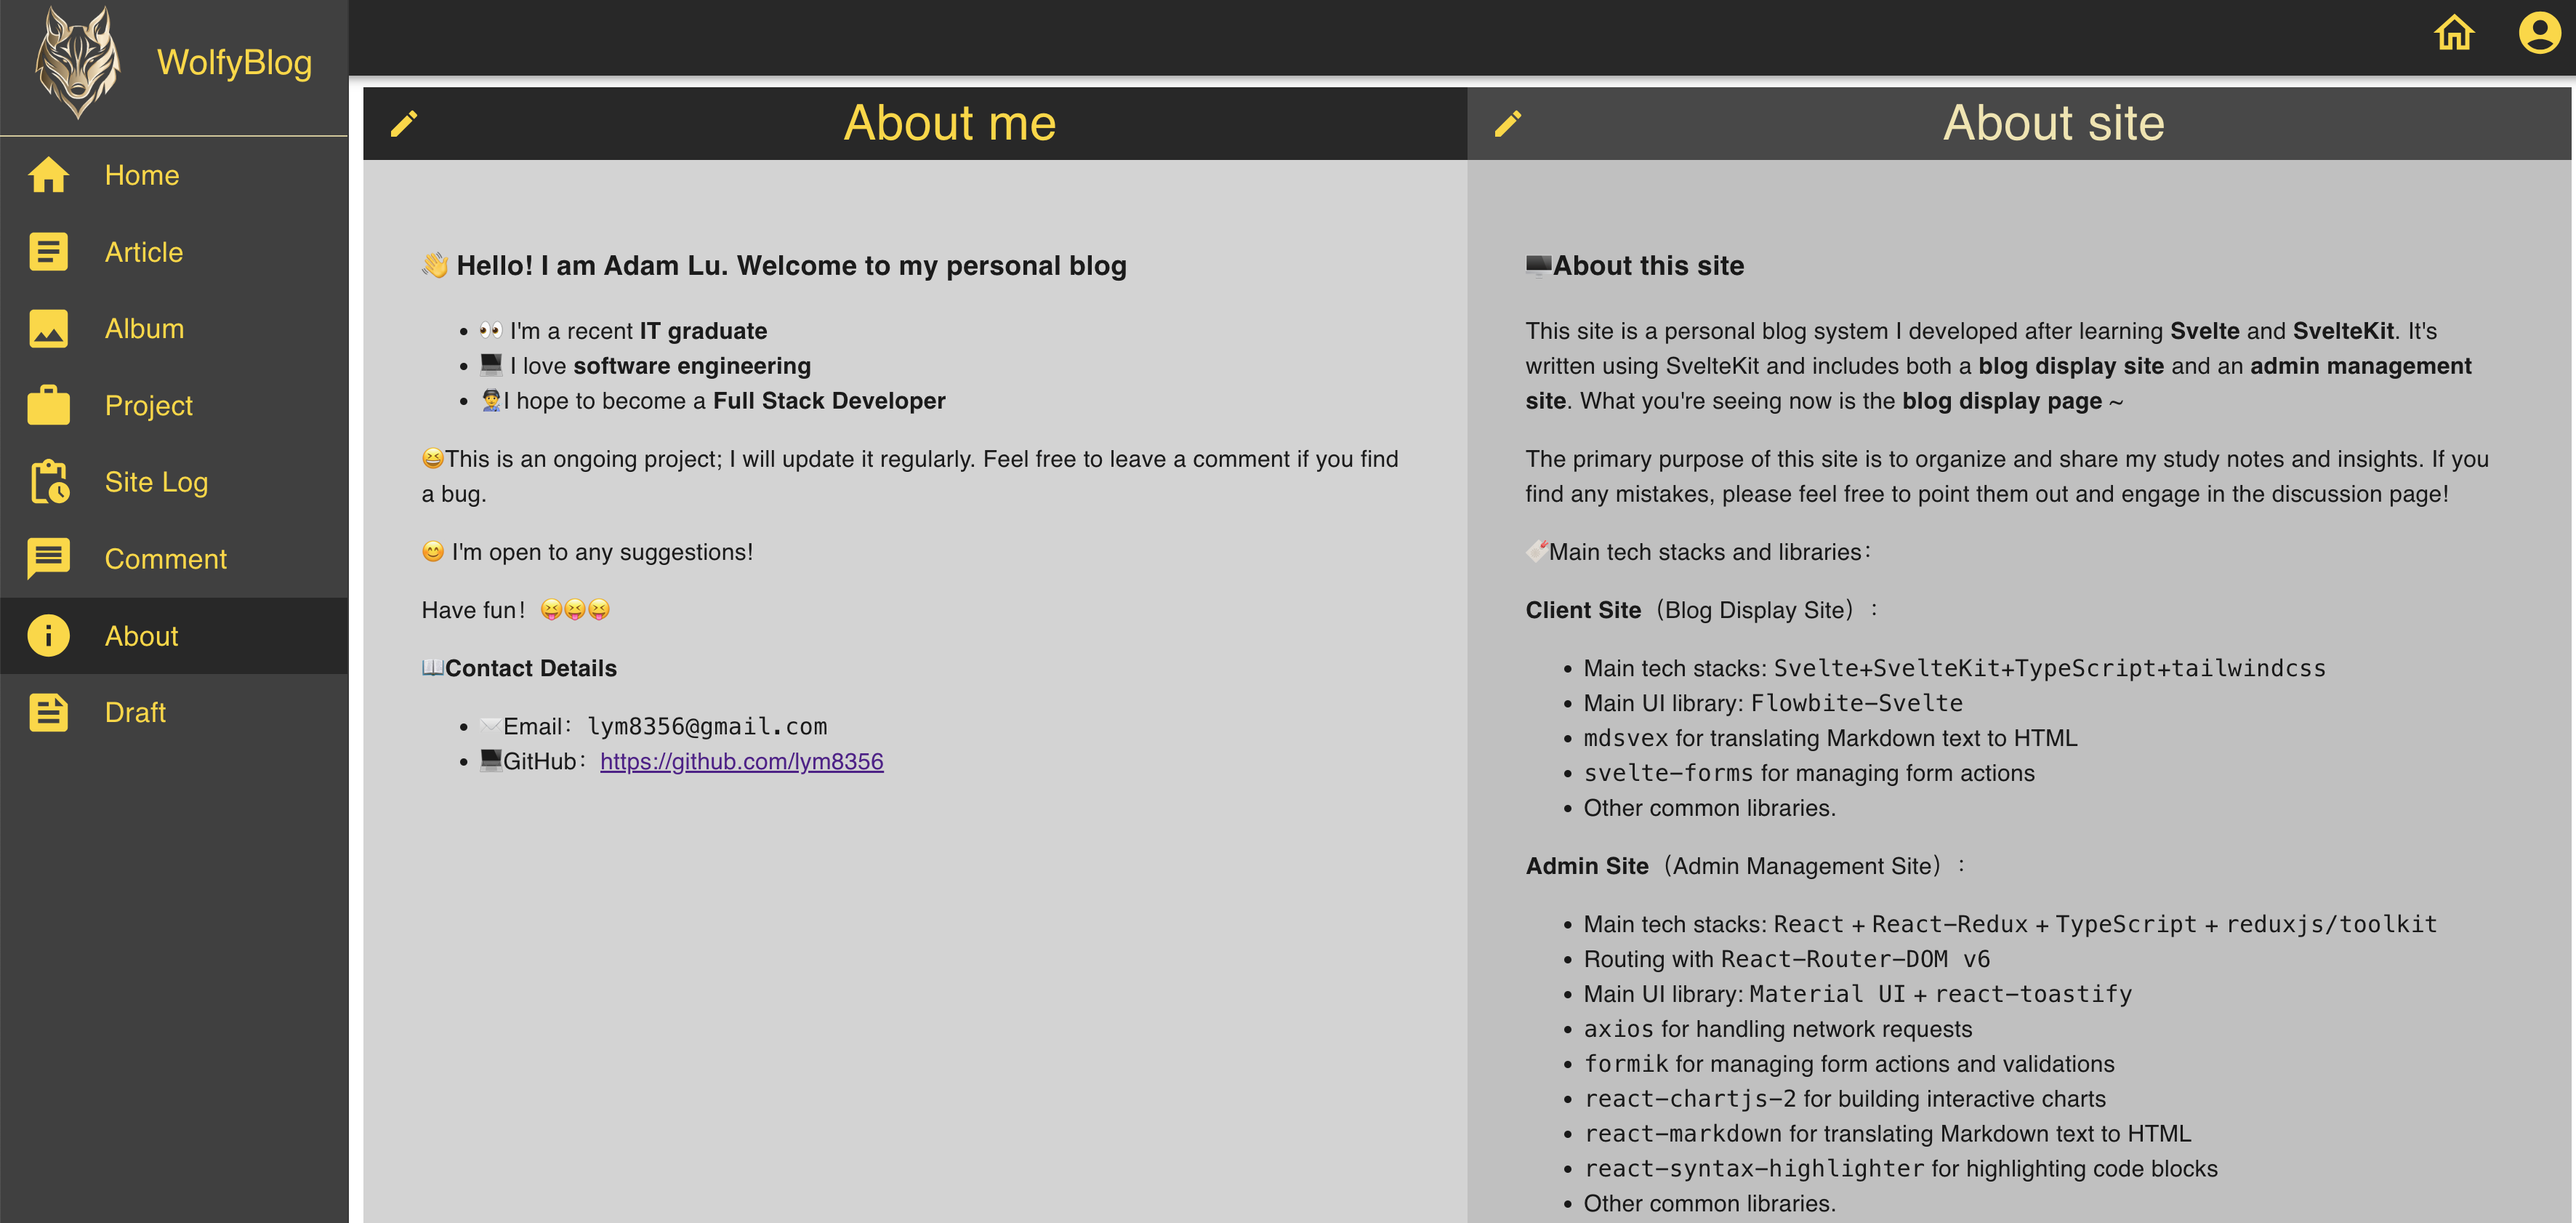 WolfyBlog
Home
Article
Album
Project
Site Log
Comment
About
Draft
About me
👋 Hello! I am Adam Lu. Welcome to my personal blog
• 👀 I'm a recent IT graduate
• 💻 I love software engineering
• 👨‍🔧I hope to become a Full Stack Developer
😆This is an ongoing project; I will update it regularly. Feel free to leave a comment if you find
a bug.
😊 I'm open to any suggestions!
Have fun！ 😝😝😝
📖Contact Details
• ✉️Email： lym8356@gmail.com
• 💻GitHub： https://github.com/lym8356
About site
🖥️About this site
This site is a personal blog system I developed after learning Svelte and SvelteKit. It's
written using SvelteKit and includes both a blog display site and an admin management
site. What you're seeing now is the blog display page ~
The primary purpose of this site is to organize and share my study notes and insights. If you
find any mistakes, please feel free to point them out and engage in the discussion page!
🔖Main tech stacks and libraries：
Client Site（Blog Display Site）：
• Main tech stacks: Svelte+SvelteKit+TypeScript+tailwindcss
• Main UI library: Flowbite-Svelte
• mdsvex for translating Markdown text to HTML
• svelte-forms for managing form actions
• Other common libraries.
Admin Site（Admin Management Site）：
• Main tech stacks: React + React-Redux + TypeScript + reduxjs/toolkit
• Routing with React-Router-DOM v6
• Main UI library: Material UI + react-toastify
• axios for handling network requests
• formik for managing form actions and validations
• react-chartjs-2 for building interactive charts
• react-markdown for translating Markdown text to HTML
• react-syntax-highlighter for highlighting code blocks
• Other common libraries.